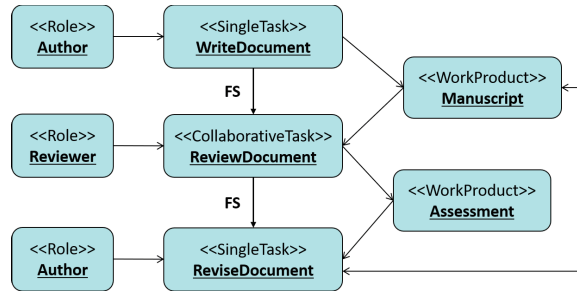 <<Role>>
Author
<<SingleTask>>
WriteDocument
<<WorkProduct>>
Manuscript
FS
<<Role>>
Reviewer
<<CollaborativeTask>>
ReviewDocument
<<WorkProduct>>
Assessment
FS
<<Role>>
Author
<<SingleTask>>
ReviseDocument